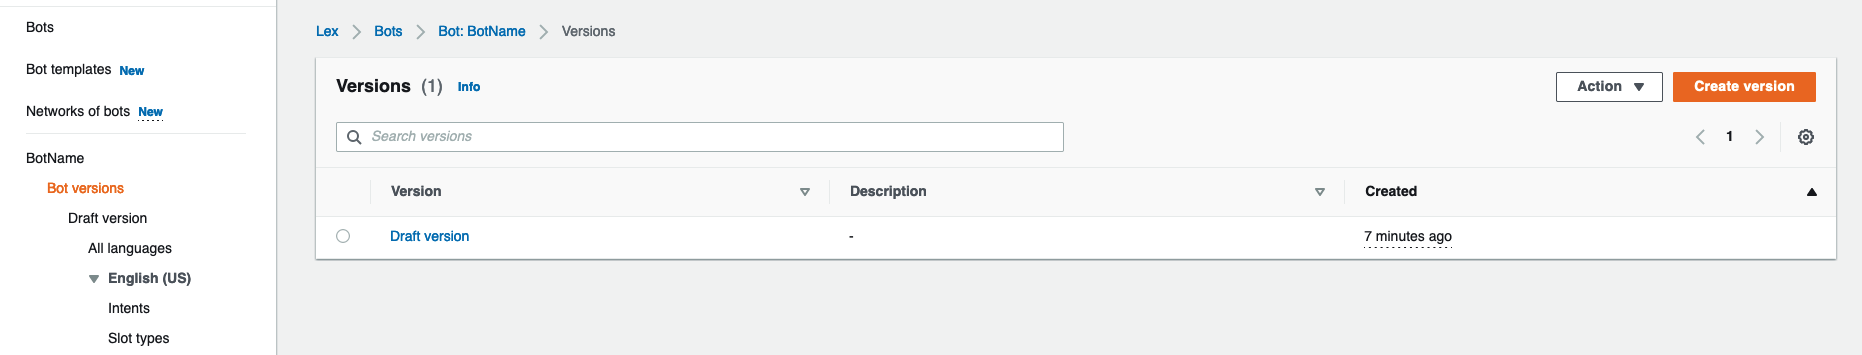 Bots
Bot templates New
Networks of bots New
BotName
Bot versions
Draft version
All languages
English (US)
Intents
Slot types
Lex Bots Bot: BotName Versions
Versions (1) Info
Action Create version
Search versions
1
Version Description Created
Draft version - 7 minutes ago